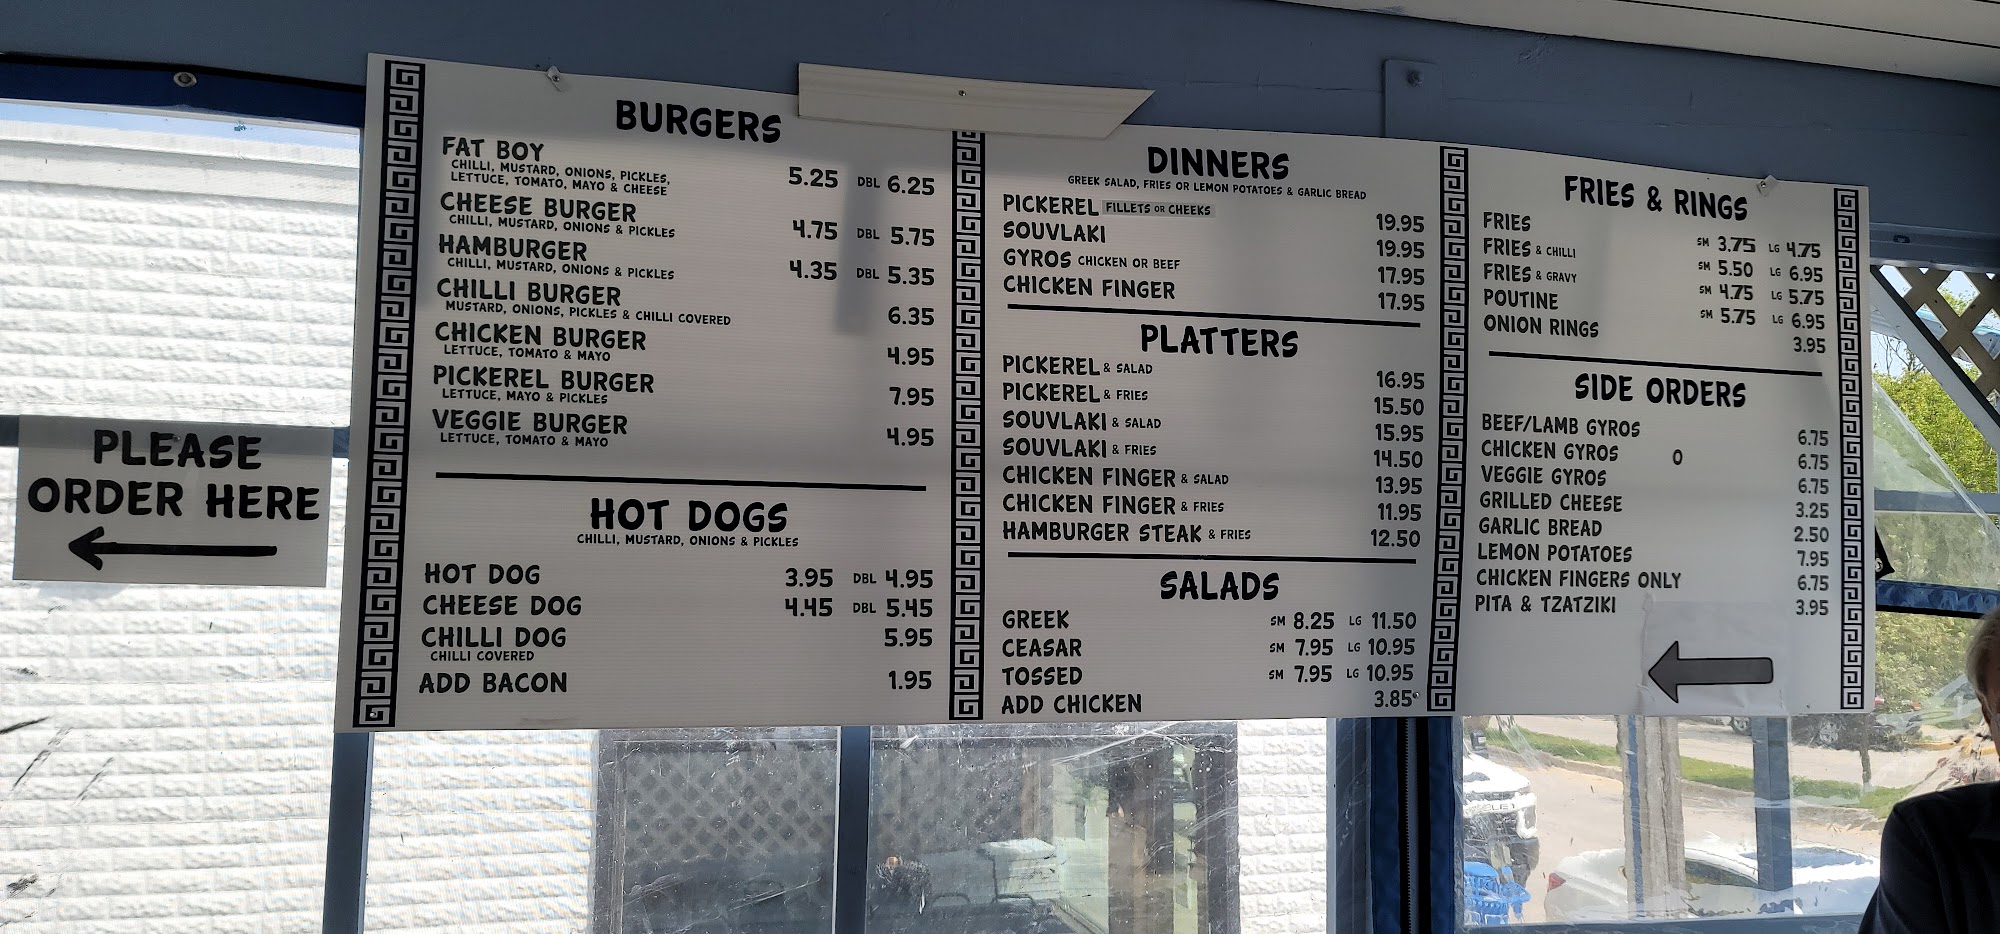 PLEASE
ORDER HERE
BURGERS
FAT BOY
CHILLI, MUSTARD, ONIONS, PICKLES,
LETTUCE, TOMATO, MAYO & CHEESE
5.25 DBL 6.25
CHEESE BURGER
CHILLI, MUSTARD, ONIONS & PICKLES
4.75 DBL 5.75
HAMBURGER
CHILLI, MUSTARD, ONIONS & PICKLES
4.35 DBL 5.35
CHILLI BURGER
MUSTARD, ONIONS, PICKLES & CHILLI COVERED
6.35
CHICKEN BURGER
LETTUCE, TOMATO & MAYO
4.95
PICKEREL BURGER
LETTUCE, MAYO & PICKLES
7.95
VEGGIE BURGER
LETTUCE, TOMATO & MAYO
4.95
HOT DOGS
CHILLI, MUSTARD, ONIONS & PICKLES
HOT DOG 3.95 DBL 4.95
CHEESE DOG 4.45 DBL 5.45
CHILLI DOG 5.95
CHILLI COVERED
ADD BACON 1.95
DINNERS
GREEK SALAD, FRIES OR LEMON POTATOES & GARLIC BREAD
PICKEREL FILLETS OR CHEEKS 19.95
SOUVLAKI 19.95
GYROS CHICKEN OR BEEF 17.95
CHICKEN FINGER 17.95
PLATTERS
PICKEREL & SALAD 16.95
PICKEREL & FRIES 15.50
SOUVLAKI & SALAD 15.95
SOUVLAKI & FRIES 14.50
CHICKEN FINGER & SALAD 13.95
CHICKEN FINGER & FRIES 11.95
HAMBURGER STEAK & FRIES 12.50
SALADS
GREEK SM 8.25 LG 11.50
CEASAR SM 7.95 LG 10.95
TOSSED SM 7.95 LG 10.95
ADD CHICKEN 3.85
FRIES & RINGS
FRIES SM 3.75 LG 4.75
FRIES & CHILLI SM 5.50 LG 6.95
FRIES & GRAVY SM 4.75 LG 5.75
POUTINE SM 5.75 LG 6.95
ONION RINGS 3.95
SIDE ORDERS
BEEF/LAMB GYROS 6.75
CHICKEN GYROS 0 6.75
VEGGIE GYROS 6.75
GRILLED CHEESE 3.25
GARLIC BREAD 2.50
LEMON POTATOES 7.95
CHICKEN FINGERS ONLY 6.75
PITA & TZATZIKI 3.95